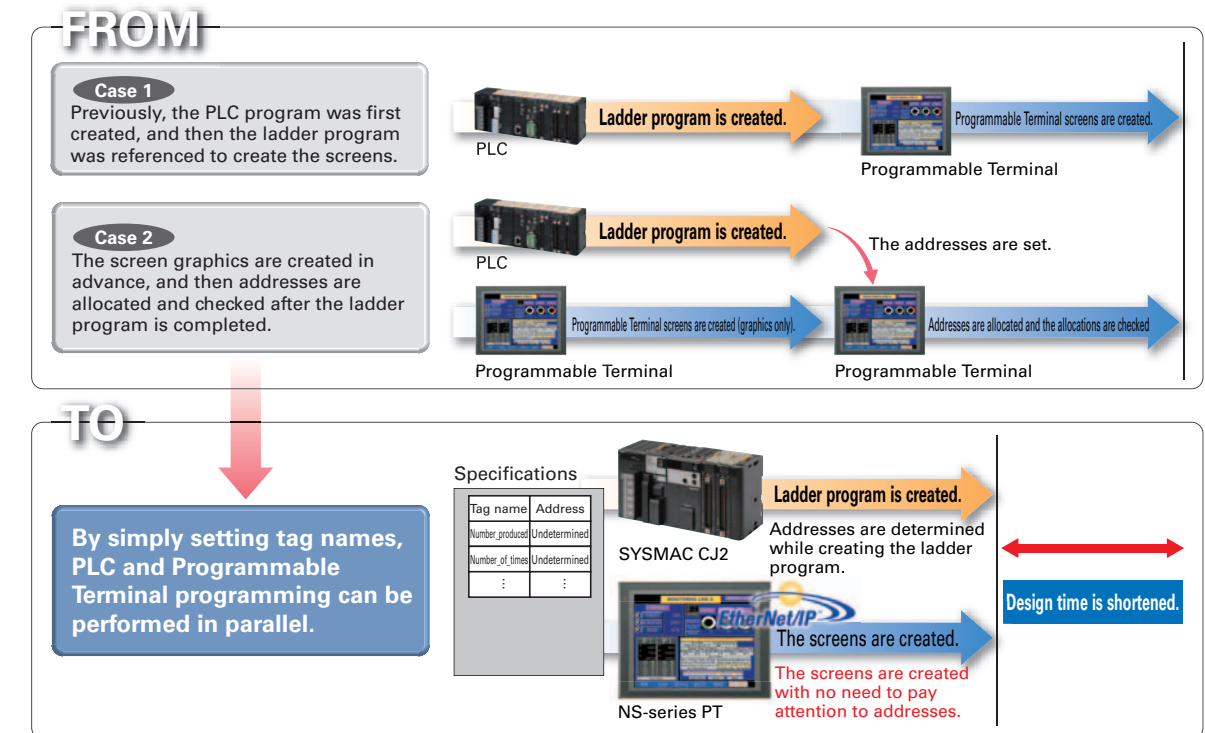 FROM
Case 1
Previously, the PLC program was first
created, and then the ladder program
was referenced to create the screens.
PLC
Ladder program is created.
Programmable Terminal screens are created.
Programmable Terminal
Case 2
The screen graphics are created in
advance, and then addresses are
allocated and checked after the ladder
program is completed.
PLC
Ladder program is created.
The addresses are set.
Programmable Terminal screens are created (graphics only).
Addresses are allocated and the allocations are checked
Programmable Terminal
Programmable Terminal
TO
By simply setting tag names,
PLC and Programmable
Terminal programming can be
performed in parallel.
Specifications
Tag name Address
Number_produced Undetermined
Number_of_times Undetermined
⋮ ⋮
SYSMAC CJ2
Ladder program is created.
Addresses are determined
while creating the ladder
program.
EtherNet/IP™
The screens are created.
The screens are created
with no need to pay
attention to addresses.
NS-series PT
Design time is shortened.